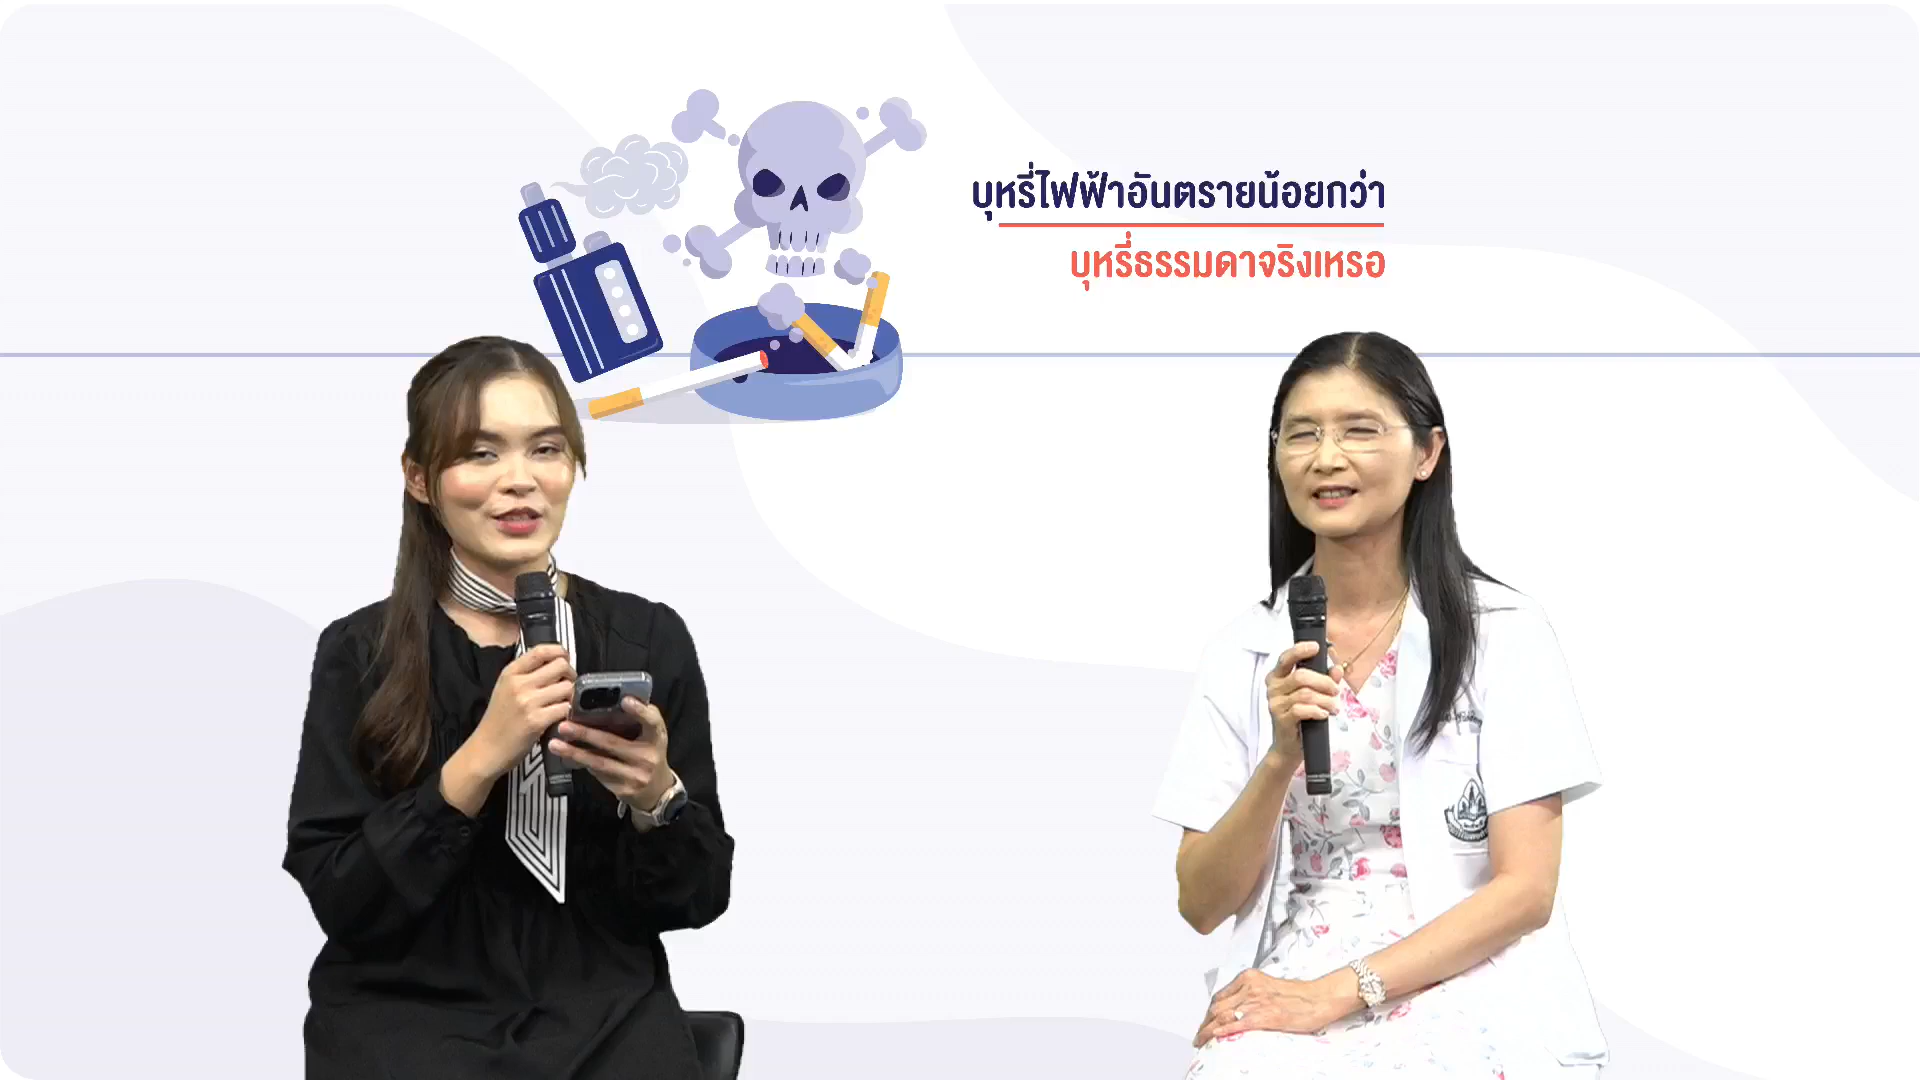 บุหรี่ไฟฟ้าอันตรายน้อยกว่า
บุหรี่ธรรมดาจริงเหรอ